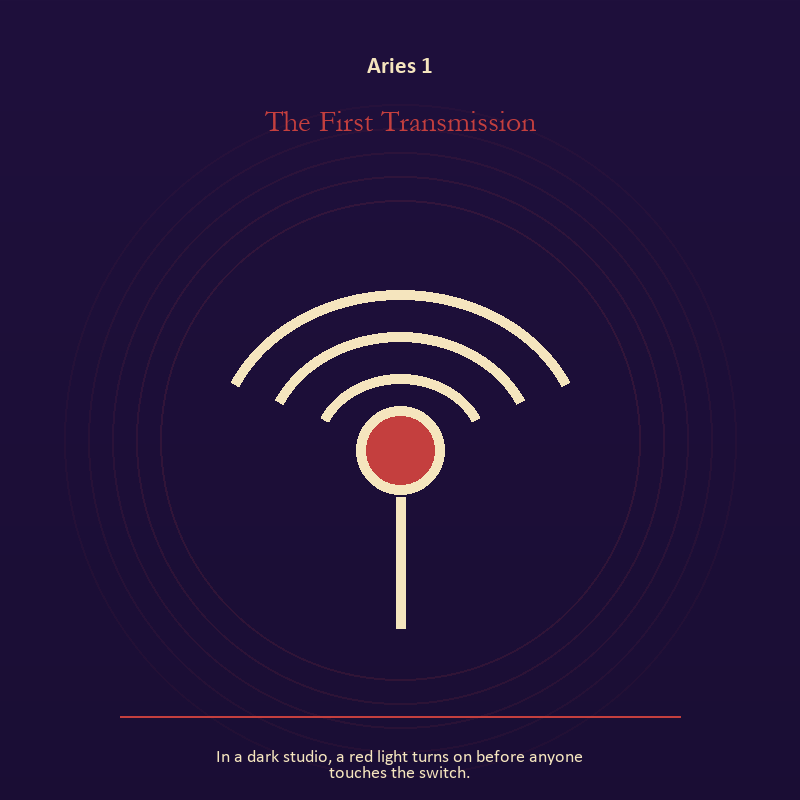 Aries 1
The First Transmission
In a dark studio, a red light turns on before anyone
touches the switch.